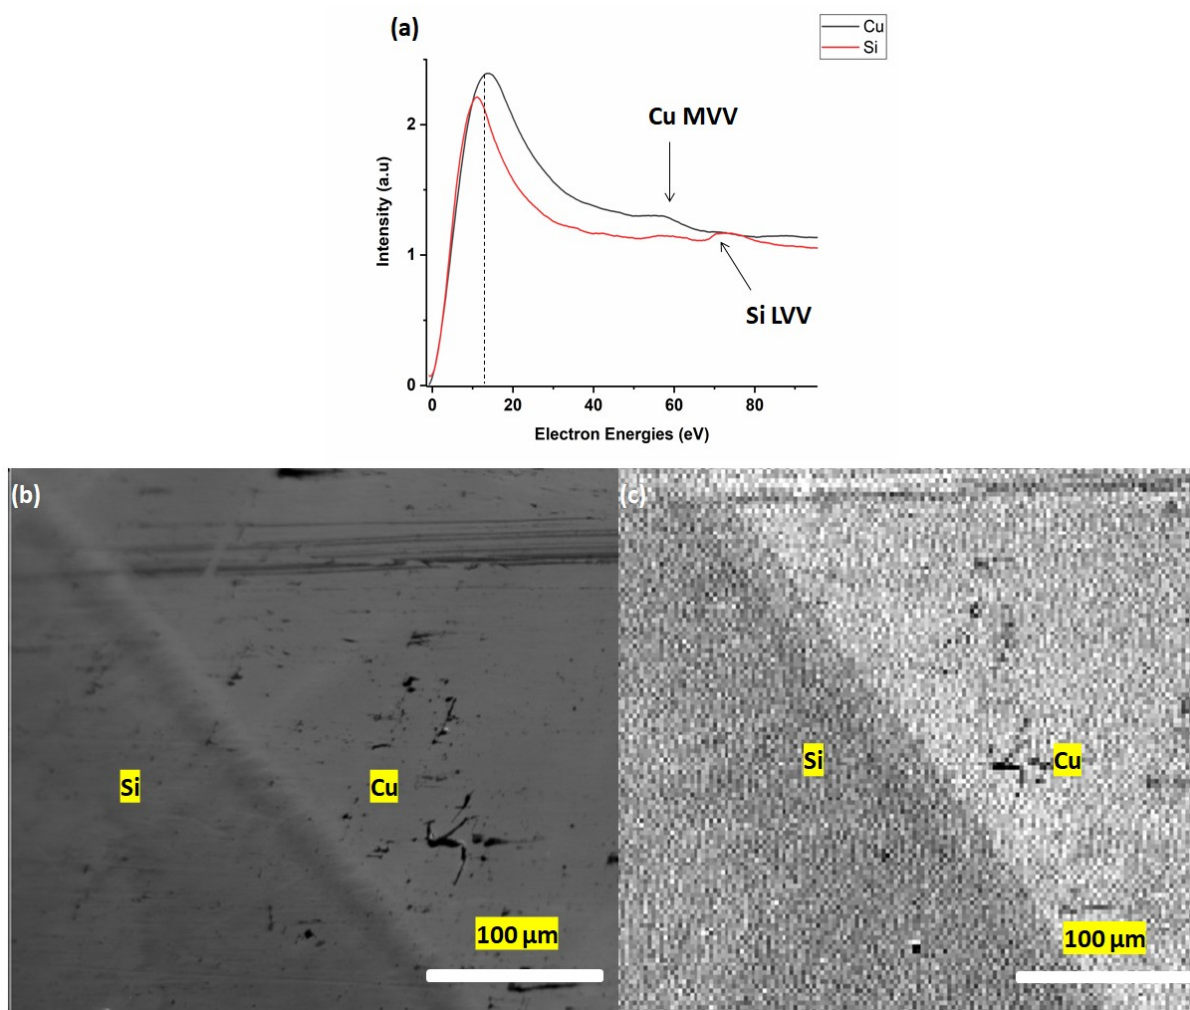 (a)
Cu
Si
Cu MVV
Si LVV
Intensity (a.u)
2
1
0
0 20 40 60 80
Electron Energies (eV)
(b)
Si
Cu
100 µm
(c)
Si
Cu
100 µm